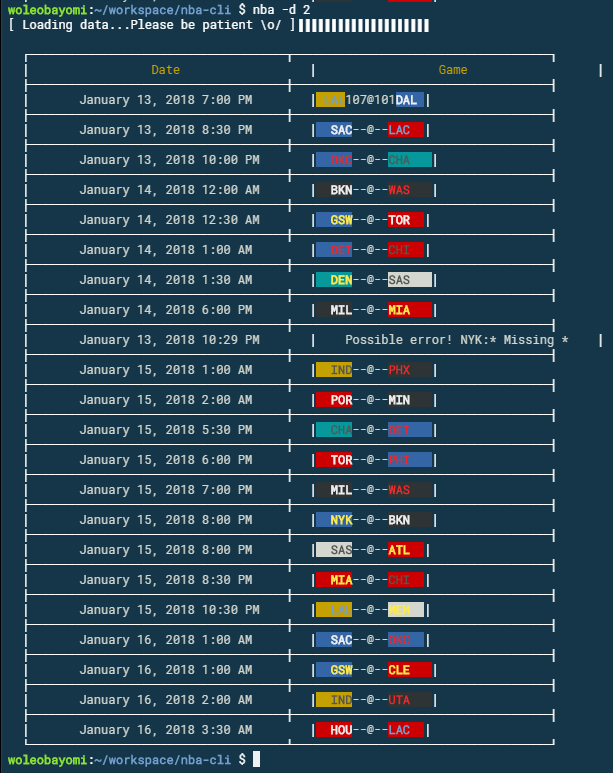 woleobayomi:~/workspace/nba-cli $ nba -d 2
[ Loading data...Please be patient \o/ ]
| Date | Game |
| January 13, 2018 7:00 PM | LAL 107@101 DAL |
| January 13, 2018 8:30 PM | SAC--@--LAC |
| January 13, 2018 10:00 PM | OKC--@--CHA |
| January 14, 2018 12:00 AM | BKN--@--WAS |
| January 14, 2018 12:30 AM | GSW--@--TOR |
| January 14, 2018 1:00 AM | DET--@--CHI |
| January 14, 2018 1:30 AM | DEN--@--SAS |
| January 14, 2018 6:00 PM | MIL--@--MIA |
| January 13, 2018 10:29 PM | Possible error! NYK:* Missing * |
| January 15, 2018 1:00 AM | IND--@--PHX |
| January 15, 2018 2:00 AM | POR--@--MIN |
| January 15, 2018 5:30 PM | CHA--@--DET |
| January 15, 2018 6:00 PM | TOR--@--PHI |
| January 15, 2018 7:00 PM | MIL--@--WAS |
| January 15, 2018 8:00 PM | NYK--@--BKN |
| January 15, 2018 8:00 PM | SAS--@--ATL |
| January 15, 2018 8:30 PM | MIA--@--CHI |
| January 15, 2018 10:30 PM | LAL--@--MEM |
| January 16, 2018 1:00 AM | SAC--@--OKC |
| January 16, 2018 1:00 AM | GSW--@--CLE |
| January 16, 2018 2:00 AM | IND--@--UTA |
| January 16, 2018 3:30 AM | HOU--@--LAC |
woleobayomi:~/workspace/nba-cli $